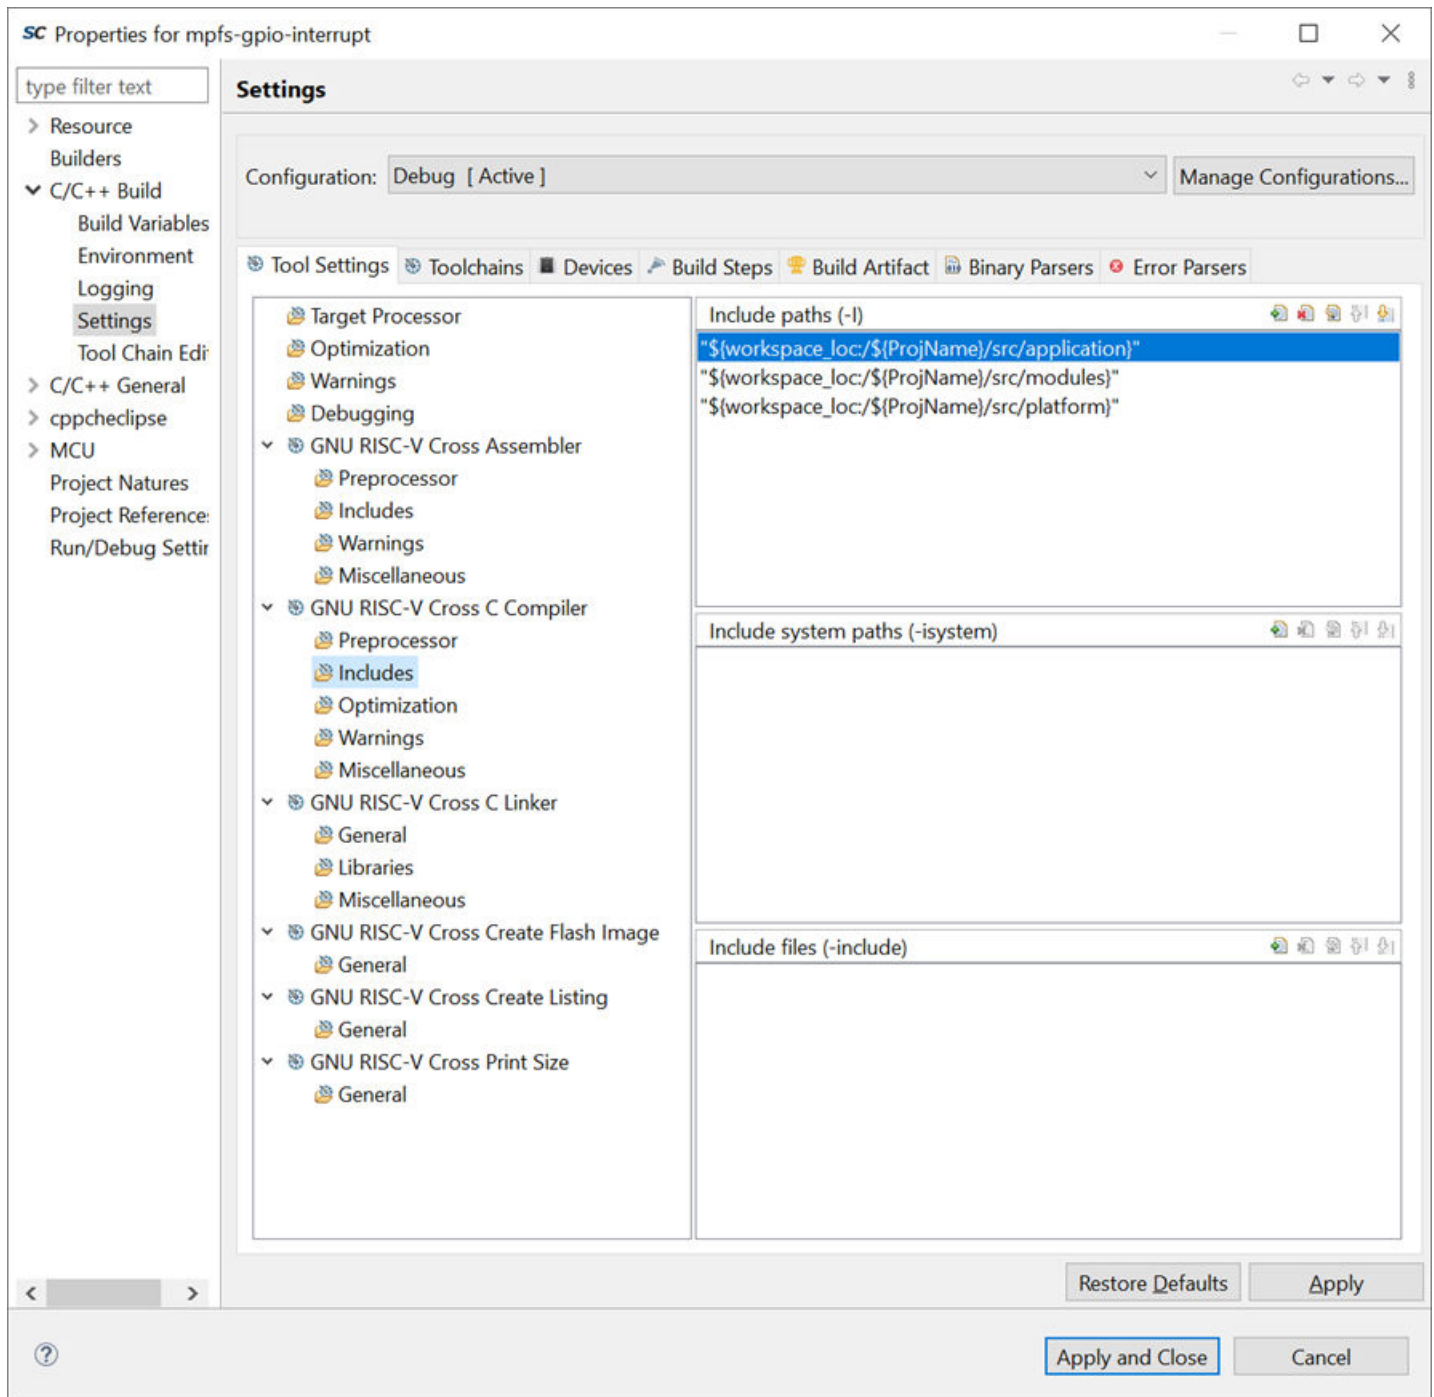 SC Properties for mpfs-gpio-interrupt
type filter text
Resource
Builders
C/C++ Build
Build Variables
Environment
Logging
Settings
Tool Chain Edi
C/C++ General
cppcheclipse
MCU
Project Natures
Project Reference
Run/Debug Settin
Settings
Configuration: Debug [ Active ] Manage Configurations...
Tool Settings Toolchains Devices Build Steps Build Artifact Binary Parsers Error Parsers
Target Processor
Optimization
Warnings
Debugging
GNU RISC-V Cross Assembler
Preprocessor
Includes
Warnings
Miscellaneous
GNU RISC-V Cross C Compiler
Preprocessor
Includes
Optimization
Warnings
Miscellaneous
GNU RISC-V Cross C Linker
General
Libraries
Miscellaneous
GNU RISC-V Cross Create Flash Image
General
GNU RISC-V Cross Create Listing
General
GNU RISC-V Cross Print Size
General
Include paths (-I)
"${workspace_loc:/${ProjName}/src/application}"
"${workspace_loc:/${ProjName}/src/modules}"
"${workspace_loc:/${ProjName}/src/platform}"
Include system paths (-isystem)
Include files (-include)
Restore Defaults Apply
Apply and Close Cancel